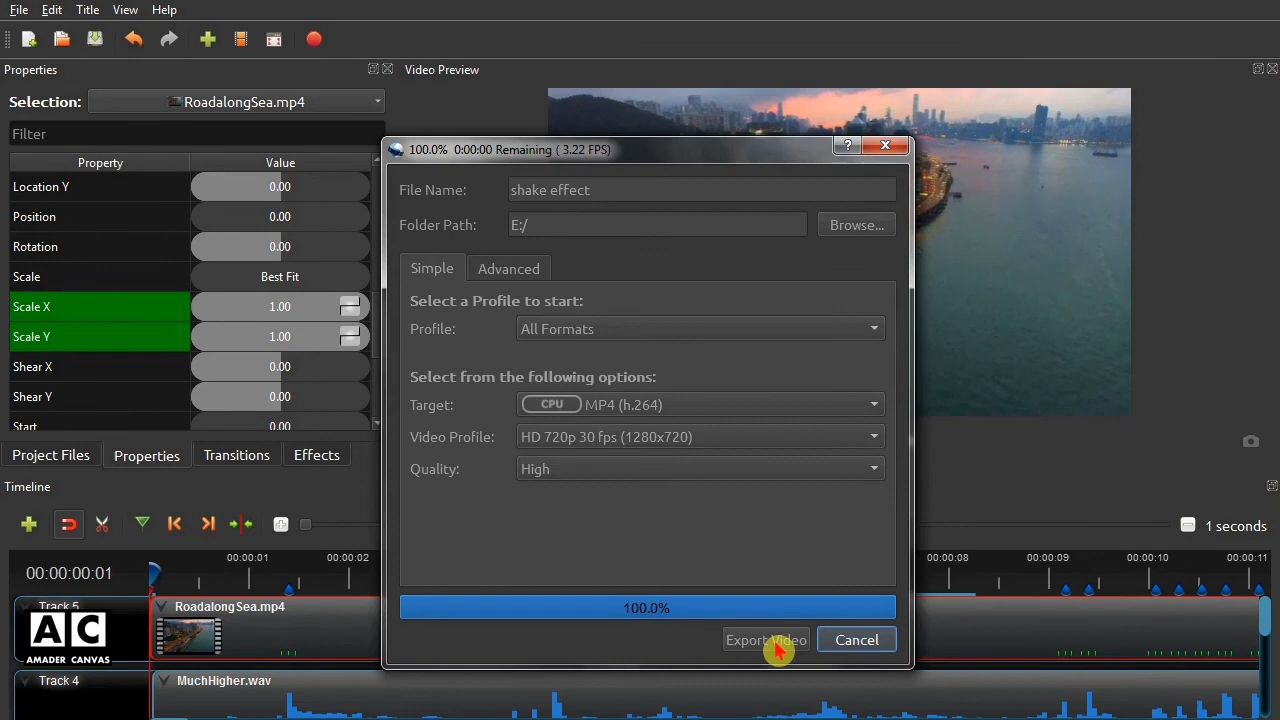 File Edit Title View Help
Properties
Video Preview
Selection: RoadalongSea.mp4
Filter
Property Value
Location Y 0.00
Position 0.00
Rotation 0.00
Scale Best Fit
Scale X 1.00
Scale Y 1.00
Shear X 0.00
Shear Y 0.00
Start 0.00
Project Files Properties Transitions Effects
100.0% 0:00:00 Remaining ( 3.22 FPS)
?
File Name: shake effect
Folder Path: E:/ Browse...
Simple Advanced
Select a Profile to start:
Profile: All Formats
Select from the following options:
Target: CPU MP4 (h.264)
Video Profile: HD 720p 30 fps (1280x720)
Quality: High
100.0%
Export Video Cancel
Timeline
1 seconds
00:00:00:01
00:00:01 00:00:02 00:00:08 00:00:09 00:00:10 00:00:11
Track 5
RoadalongSea.mp4
AC
AMADER CANVAS
Track 4
MuchHigher.wav